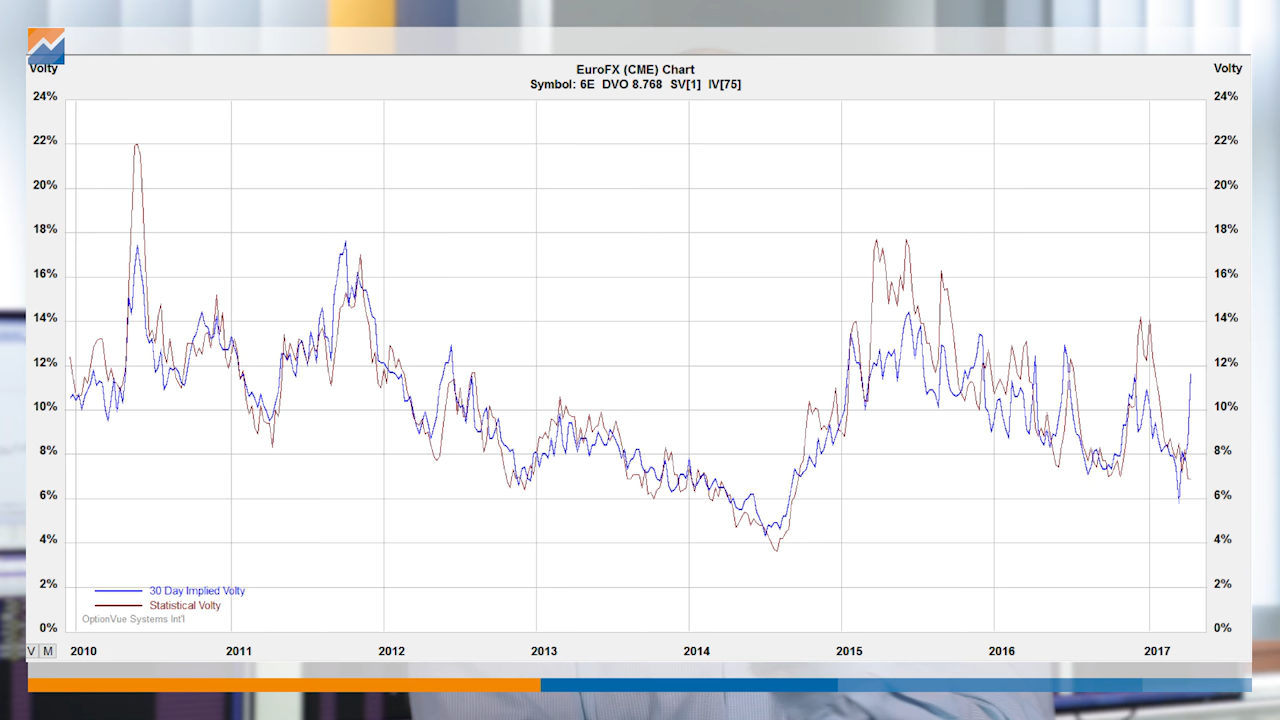 Volty
EuroFX (CME) Chart
Volty
Symbol: 6E DVO 8.768 SV[1] IV[75]
24%
24%
22%
22%
20%
20%
18%
18%
16%
16%
14%
14%
12%
12%
10%
10%
8%
8%
6%
6%
4%
4%
2%
2%
30 Day Implied Volty
Statistical Volty
OptionVue Systems Int'l
0%
0%
V M
2010 2011 2012 2013 2014 2015 2016 2017